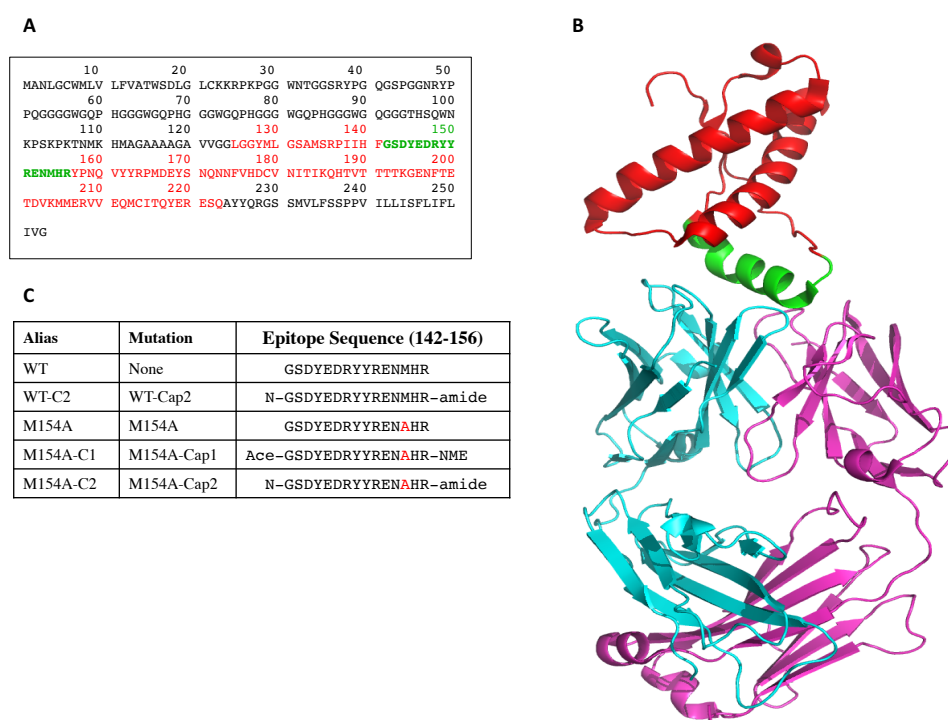 A
10 20 30 40 50
MANLGCWMLV LFVATWSDLG LCKKRPKPGG WNTGGSRYPG QGSPGGNRYP
60 70 80 90 100
PQGGGGWGQP HGGGWGQPHG GGWGQPHGGG WGQPHGGGWG QGGGTHSQWN
110 120 130 140 150
KPSKPKTNMK HMAGAAAAGA VVGGLGGYML GSAMSRPIIH FGSDYEDRYY
160 170 180 190 200
RENMHRYPNQ VYYRPMDEYS NQNNFVHDCV NITIKQHTVT TTTKGENFTE
210 220 230 240 250
TDVKMMERVV EQMCITQYER ESQAYYQRGS SMVLFSSPPV ILLISFLIFL
IVG
B
C
Alias Mutation Epitope Sequence (142-156)
WT None GSDYEDRYYRENMHR
WT-C2 WT-Cap2 N-GSDYEDRYYRENMHR-amide
M154A M154A GSDYEDRYYRENAHR
M154A-C1 M154A-Cap1 Ace-GSDYEDRYYRENAHR-NME
M154A-C2 M154A-Cap2 N-GSDYEDRYYRENAHR-amide